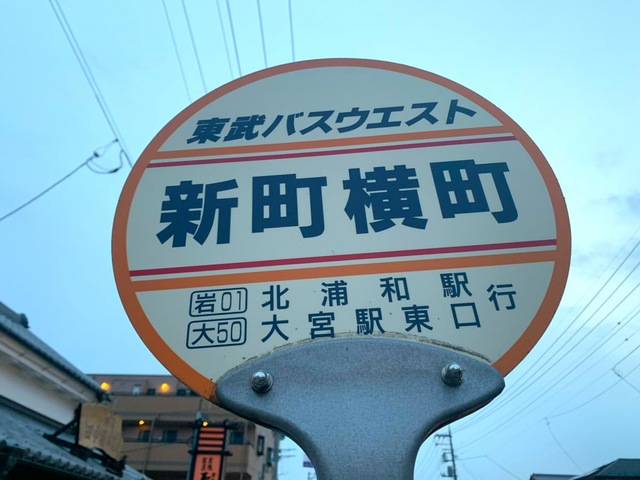 東武バスウエスト
新町横町
岩01 北浦和駅行
大50 大宮駅東口